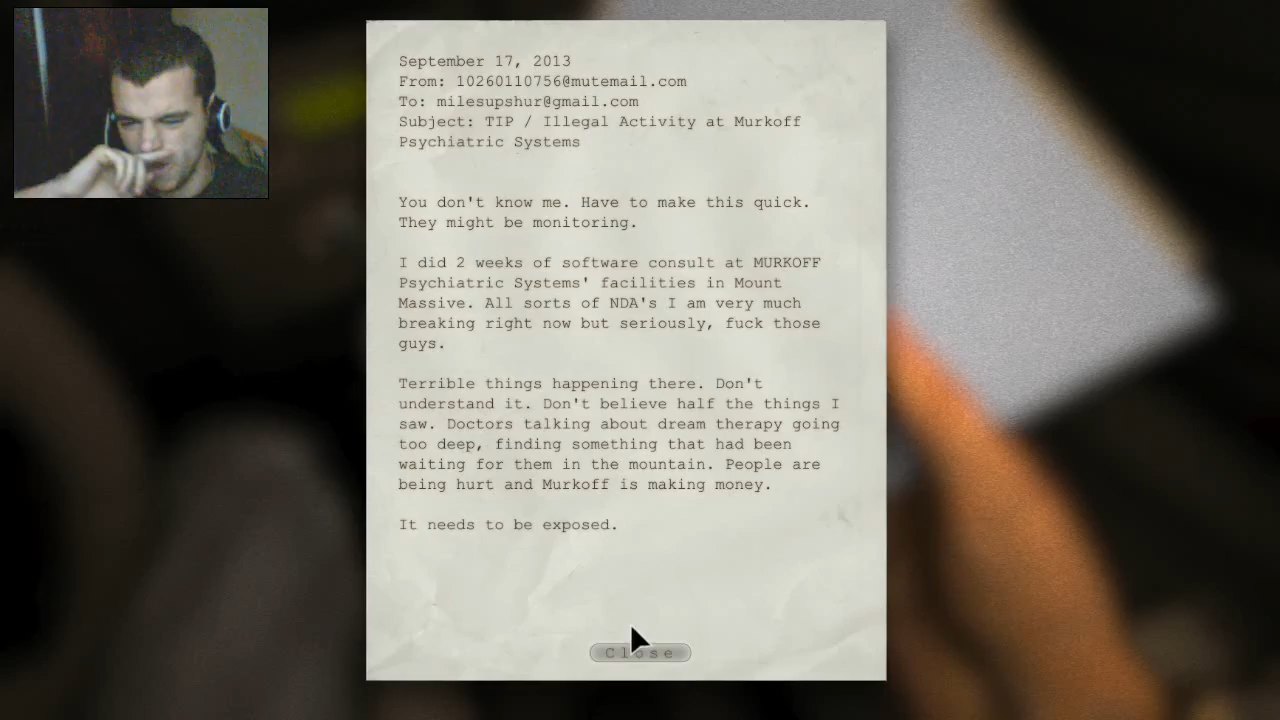 September 17, 2013
From: 10260110756@mutemail.com
To: milesupshur@gmail.com
Subject: TIP / Illegal Activity at Murkoff
Psychiatric Systems
You don't know me. Have to make this quick.
They might be monitoring.
I did 2 weeks of software consult at MURKOFF
Psychiatric Systems' facilities in Mount
Massive. All sorts of NDA's I am very much
breaking right now but seriously, fuck those
guys.
Terrible things happening there. Don't
understand it. Don't believe half the things I
saw. Doctors talking about dream therapy going
too deep, finding something that had been
waiting for them in the mountain. People are
being hurt and Murkoff is making money.
It needs to be exposed.
Close